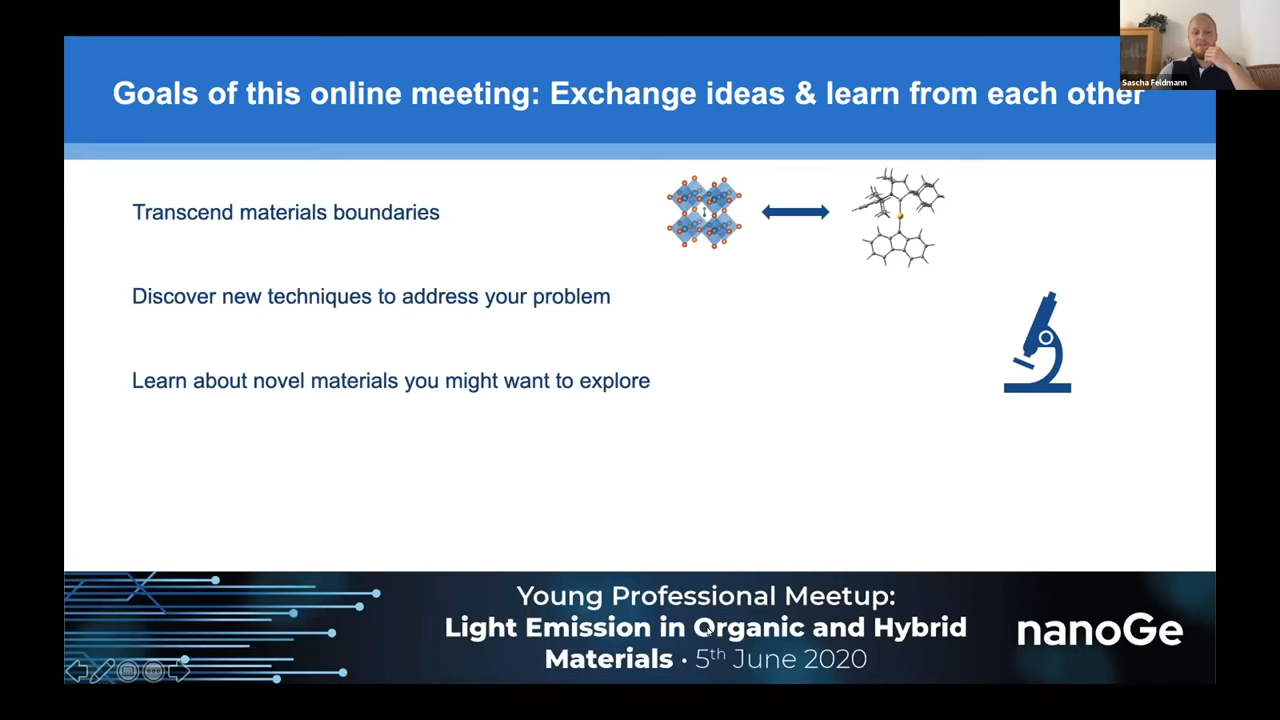 Goals of this online meeting: Exchange ideas & learn from each other
Sascha Feldmann
Transcend materials boundaries
Discover new techniques to address your problem
Learn about novel materials you might want to explore
Young Professional Meetup:
Light Emission in Organic and Hybrid
Materials · 5th June 2020
nanoGe